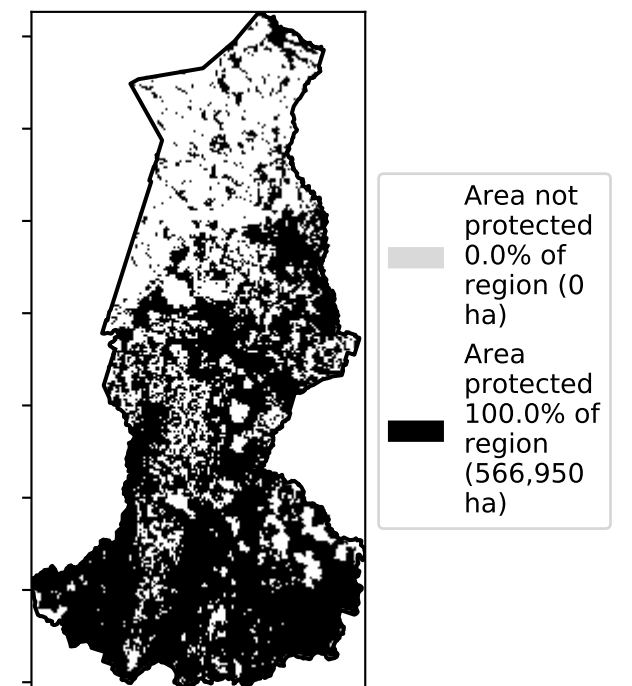 Area not
protected
0.0% of
region (0
ha)
Area
protected
100.0% of
region
(566,950
ha)